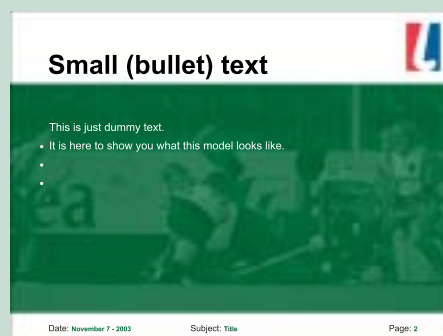 Small (bullet) text
This is just dummy text.
• It is here to show you what this model looks like.
•
•
ea
Date: November 7 - 2003 Subject: Title Page: 2